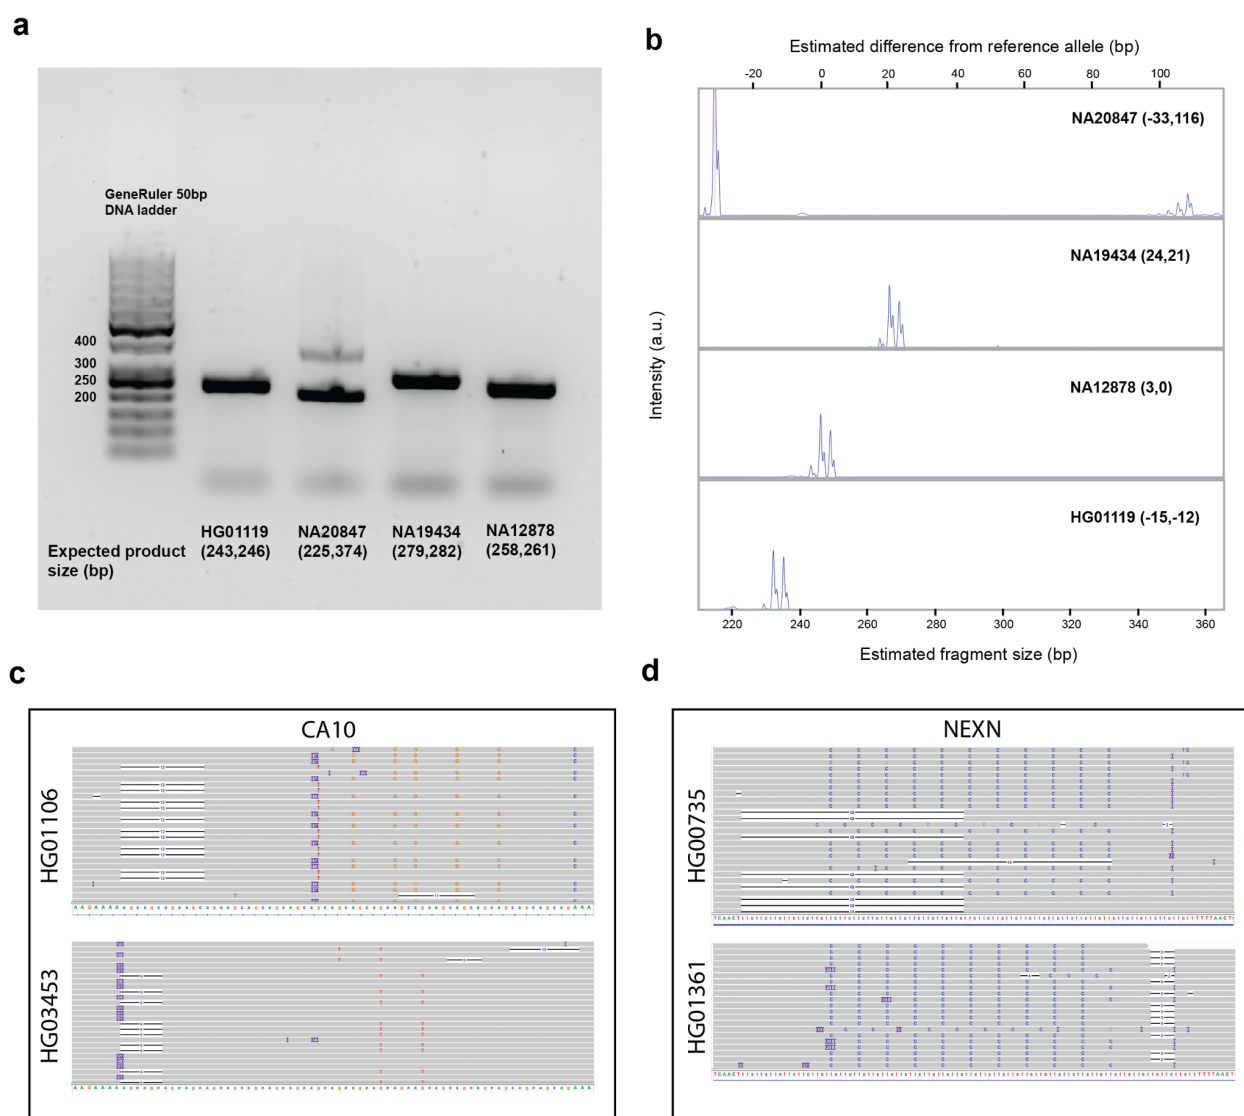 a
GeneRuler 50bp
DNA ladder
400
300
250
200
Expected product
size (bp)
HG01119
(243,246)
NA20847
(225,374)
NA19434
(279,282)
NA12878
(258,261)
b
Estimated difference from reference allele (bp)
-20 0 20 40 60 80 100
NA20847 (-33,116)
NA19434 (24,21)
NA12878 (3,0)
HG01119 (-15,-12)
Intensity (a.u.)
220 240 260 280 300 320 340 360
Estimated fragment size (bp)
c
CA10
HG01106
HG03453
d
NEXN
HG00735
HG01361